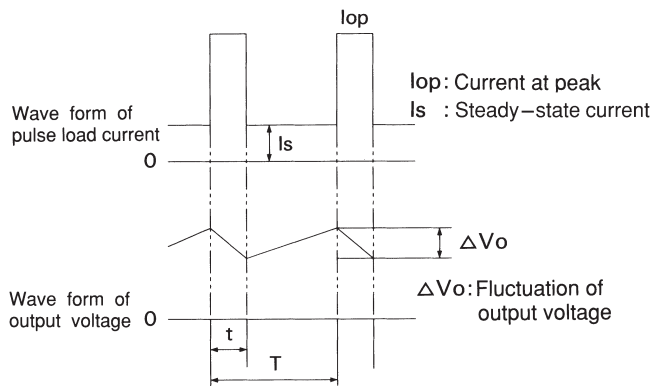 Iop
Iop: Current at peak
Is : Steady-state current
Wave form of
pulse load current
Is
0
△Vo
△Vo: Fluctuation of
output voltage
Wave form of
output voltage
0
t
T